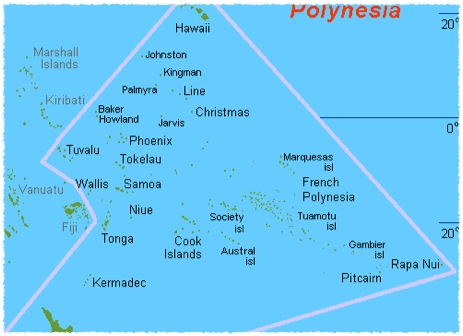 Polynesia
Hawaii
20°
Marshall
Islands
Johnston
Kingman
Palmyra
Line
Kiribati
Baker
Howland
Christmas
Jarvis
0°
Phoenix
Tuvalu
Tokelau
Marquesas
isl
Wallis
Samoa
French
Polynesia
Vanuatu
Niue
Society
isl
Tuamotu
isl
Fiji
20°
Tonga
Cook
Islands
Austral
isl
Gambier
isl
Rapa Nui
Kermadec
Pitcairn